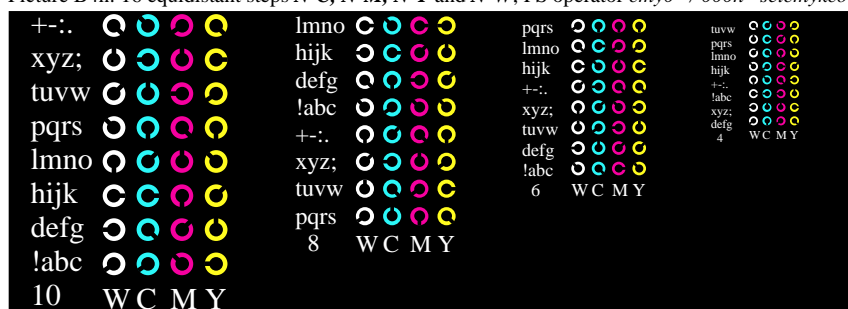 +-:.
xyz;
tuvw
pqrs
lmno
hijk
defg
!abc
10 W C M Y
lmno
hijk
defg
!abc
+-:.
xyz;
tuvw
pqrs
8 W C M Y
pqrs
lmno
hijk
+-:.
xyz;
tuvw
defg
!abc
6 W C M Y
tuvw
pqrs
lmno
hijk
+-:.
!abc
xyz;
defg
4 W C M Y